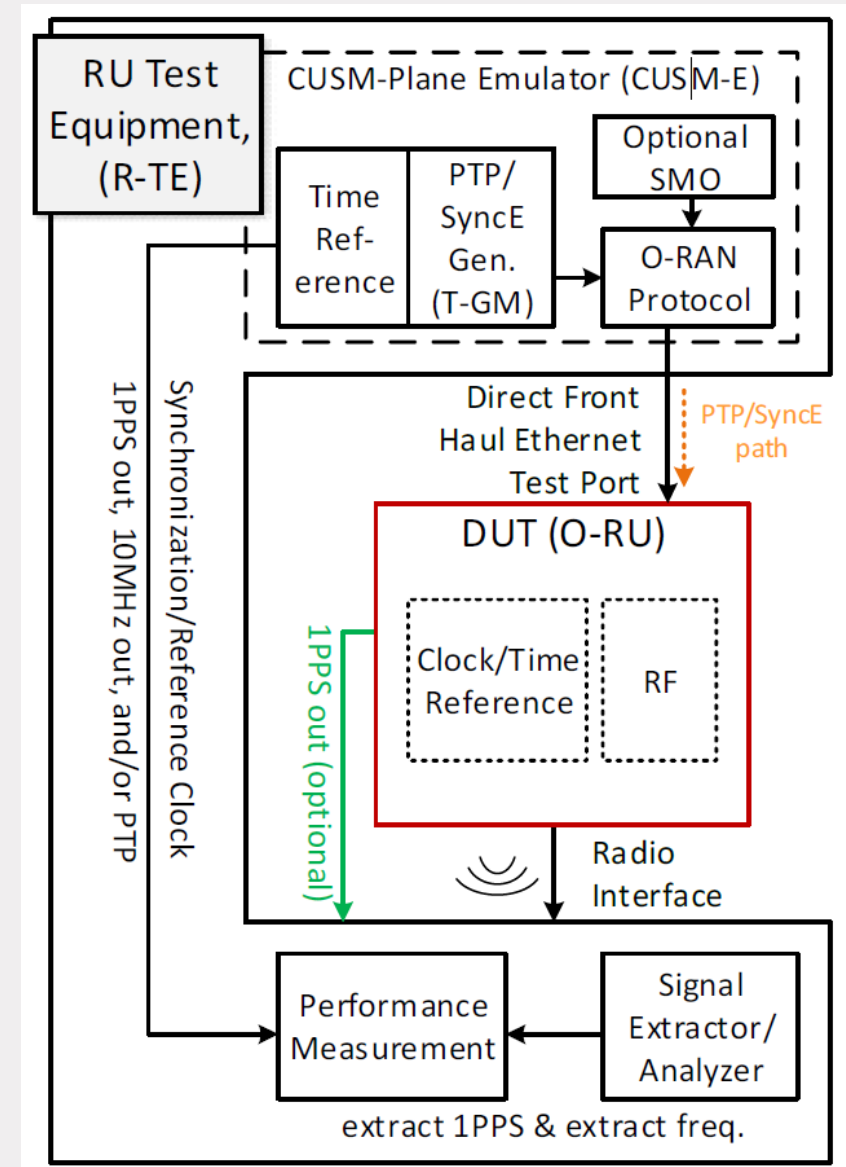 RU Test
Equipment,
(R-TE)
CUSM-Plane Emulator (CUSM-E)
Optional
SMO
Time
Ref-
erence
PTP/
SyncE
Gen.
(T-GM)
O-RAN
Protocol
Direct Front
Haul Ethernet
Test Port
PTP/SyncE
path
Synchronization/Reference Clock
1PPS out, 10MHz out, and/or PTP
DUT (O-RU)
Clock/Time
Reference
RF
1PPS out (optional)
Radio
Interface
Performance
Measurement
Signal
Extractor/
Analyzer
extract 1PPS & extract freq.